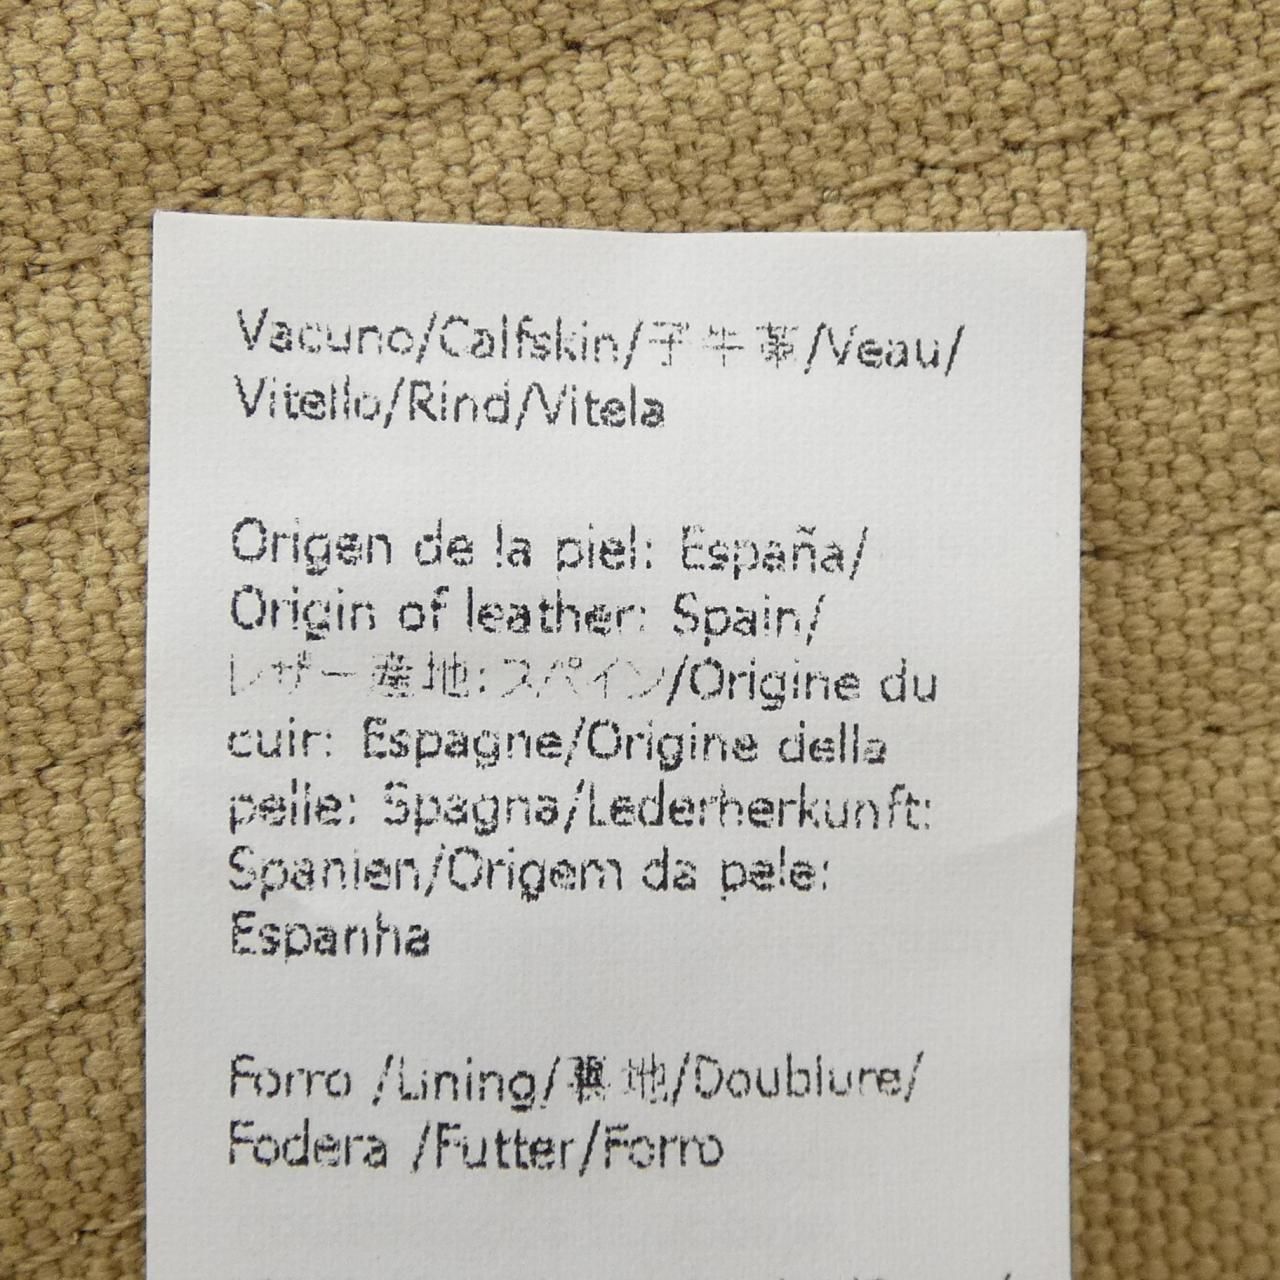 Vacuno/Calfskin/子牛革/Veau/
Vitello/Rind/Vitela
Origen de la piel: España/
Origin of leather: Spain/
レザー産地:スペイン/Origine du
cuir: Espagne/Origine della
pelle: Spagna/Lederherkunft:
Spanien/Origem da pele:
Espanha
Forro /Lining/裏地/Doublure/
Fodera /Futter/Forro